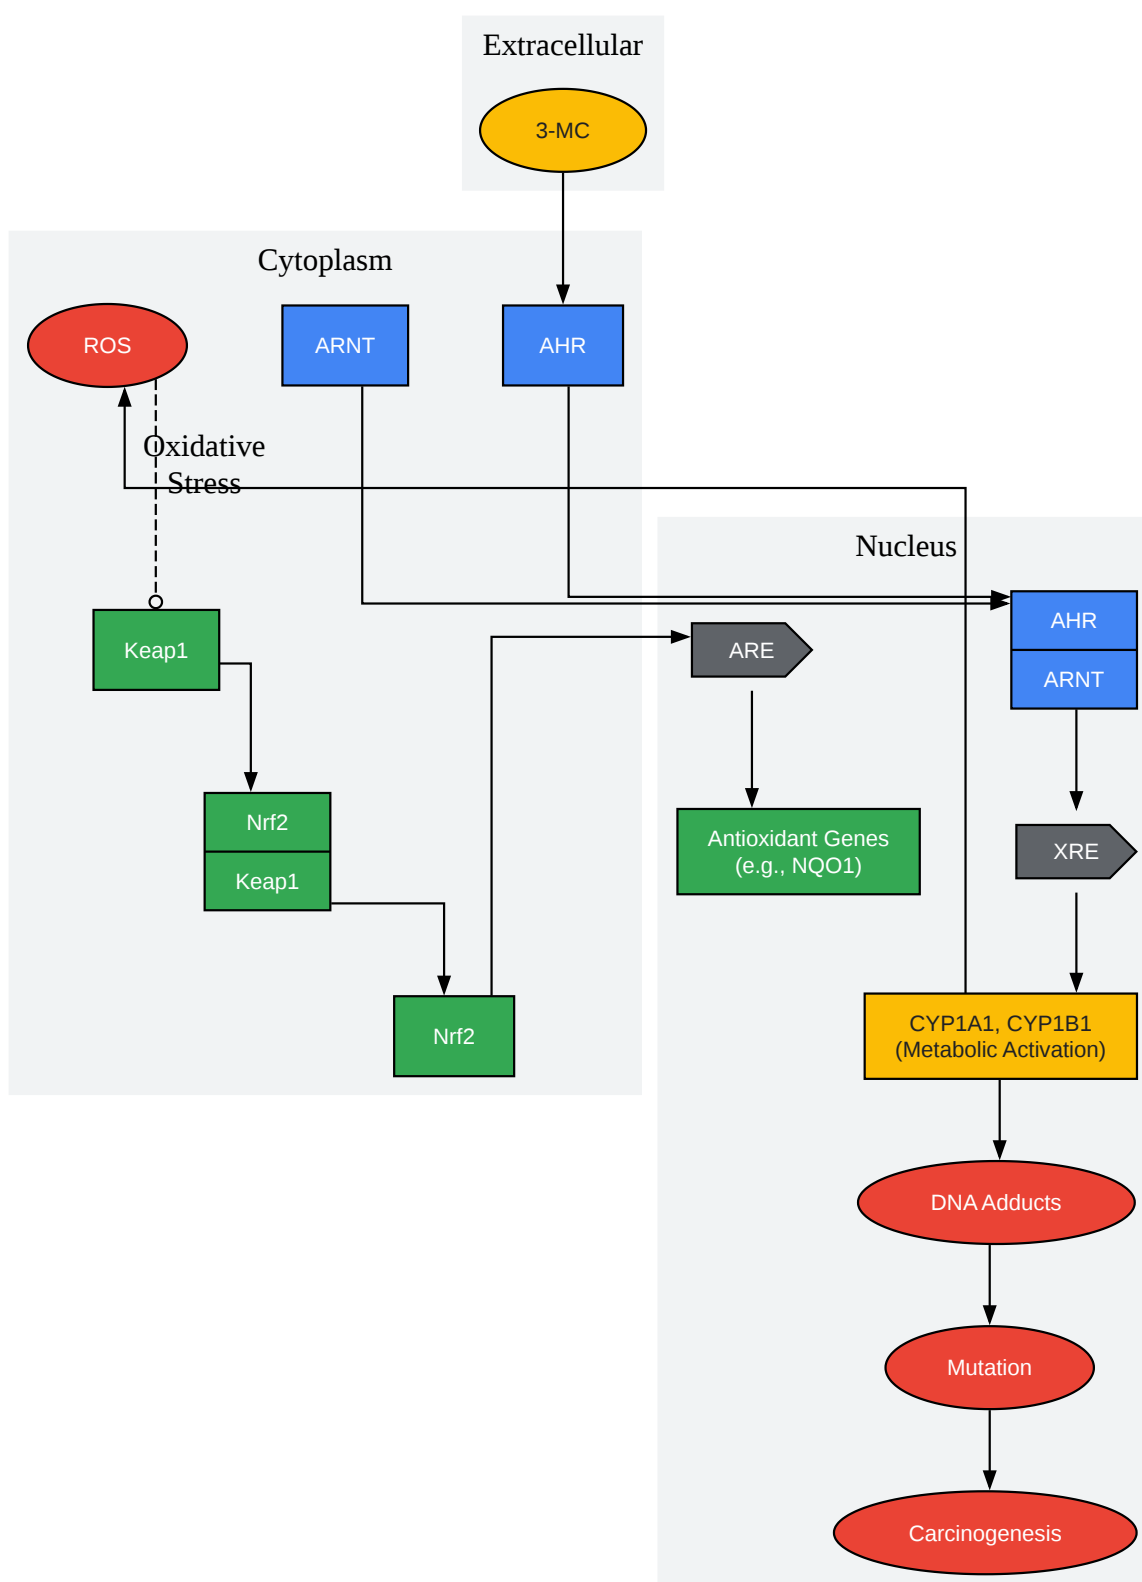 Extracellular
3-MC
Cytoplasm
ROS
ARNT
AHR
Oxidative
Stress
Nucleus
AHR
ARNT
Keap1
ARE
Nrf2
Keap1
Antioxidant Genes
(e.g., NQO1)
XRE
Nrf2
CYP1A1, CYP1B1
(Metabolic Activation)
DNA Adducts
Mutation
Carcinogenesis